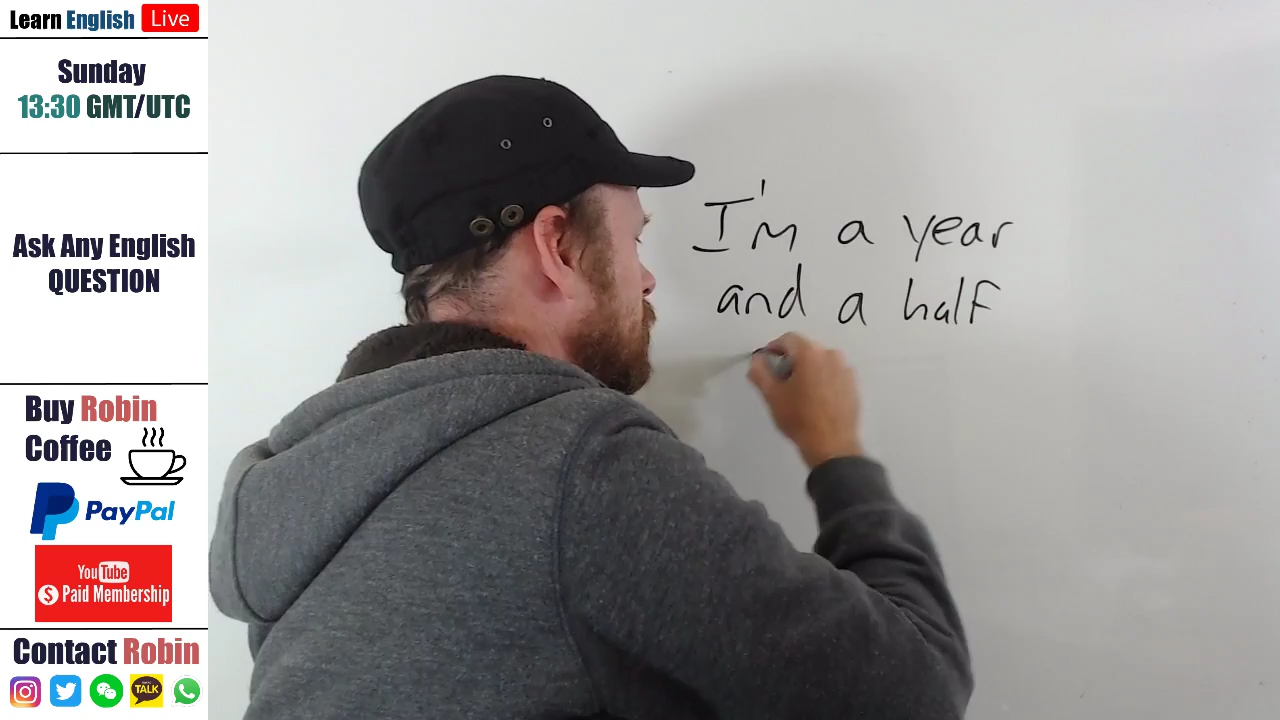 Learn English Live
Sunday
13:30 GMT/UTC
Ask Any English
QUESTION
Buy Robin
Coffee
PayPal
YouTube
$ Paid Membership
Contact Robin
TALK
I'm a year
and a half